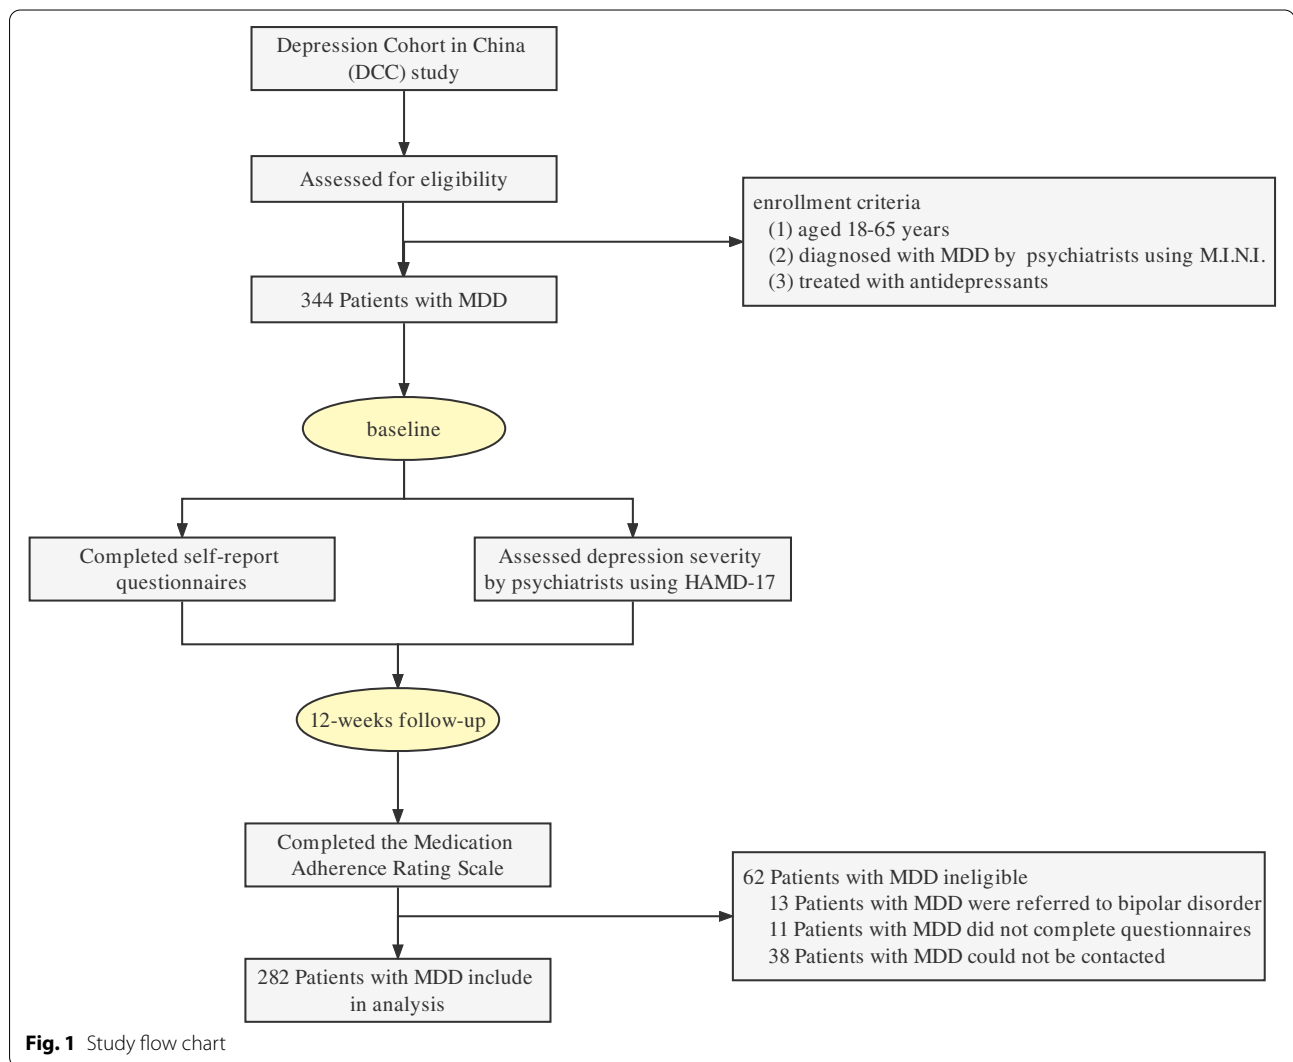 Depression Cohort in China
(DCC) study
Assessed for eligibility
enrollment criteria
(1) aged 18-65 years
(2) diagnosed with MDD by psychiatrists using M.I.N.I.
(3) treated with antidepressants
344 Patients with MDD
baseline
Completed self-report
questionnaires
Assessed depression severity
by psychiatrists using HAMD-17
12-weeks follow-up
Completed the Medication
Adherence Rating Scale
62 Patients with MDD ineligible
13 Patients with MDD were referred to bipolar disorder
11 Patients with MDD did not complete questionnaires
38 Patients with MDD could not be contacted
282 Patients with MDD include
in analysis
Fig. 1 Study flow chart